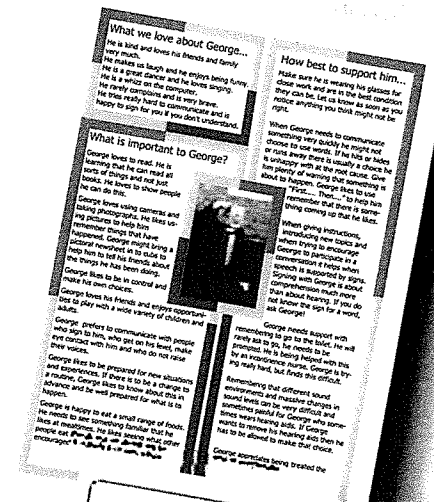 What we love about George...
He is kind and loves his friends and family
very much.
He makes us laugh and he enjoys being funny.
He is a great dancer and he loves singing.
He is a whizz on the computer.
He rarely complains and is very brave.
He tries really hard to communicate and is
happy to sign for you if you don't understand.
What is important to George?
George loves to read. He is
learning that he can read all
sorts of things and not just
books. He loves to show people
he can do this.
George loves using cameras and
taking photographs. He likes us-
ing pictures to help him
remember things that have
happened. George might bring a
pictoral newsheet in to cubs to
help him to tell his friends about
the things he has been doing.
George likes to be in control and
make his own choices.
George loves his friends and enjoys opportuni-
ties to play with a wide variety of children and
adults.
George prefers to communicate with people
who sign to him, who get on his level, make
eye contact with him and who do not raise
their voices.
George likes to be prepared for new situations
and experiences. If there is to be a change to
a routine, George likes to know about this in
advance and be well prepared for what is to
happen.
George is happy to eat a small range of foods.
He needs to see something familiar that he
likes at mealtimes. He likes seeing what other
people eat
encourages
How best to support him...
Make sure he is wearing his glasses for
close work and are in the best condition
they can be. Let us know as soon as you
notice anything you think might not be
right.
When George needs to communicate
something very quickly he might not
choose to use words. If he hits or hides
or runs away there is usually a choice he
is unhappy with at the root cause. Give
him plenty of warning that something is
about to happen. George likes to use
"First... Then..." to help him
remember that there is some-
thing coming up that he likes.
When giving instructions,
introducing new topics and
when trying to encourage
George to participate in a
conversation it helps when
speech is supported by signs.
Signing with George is about
comprehension much more
than about hearing. If you do
not know the sign for a word,
ask George!
George needs support with
remembering to go to the toilet. He will
rarely ask to go, he needs to be
prompted. He is being helped with this
by an incontinence nurse. George is try-
ing really hard, but finds this difficult.
Remembering that different sound
environments and massive changes in
sound levels can be very difficult and
sometimes painful for George who some-
times wears hearing aids. If George
wants to remove his hearing aids then he
has to be allowed to make that choice.
George appreciates being treated the